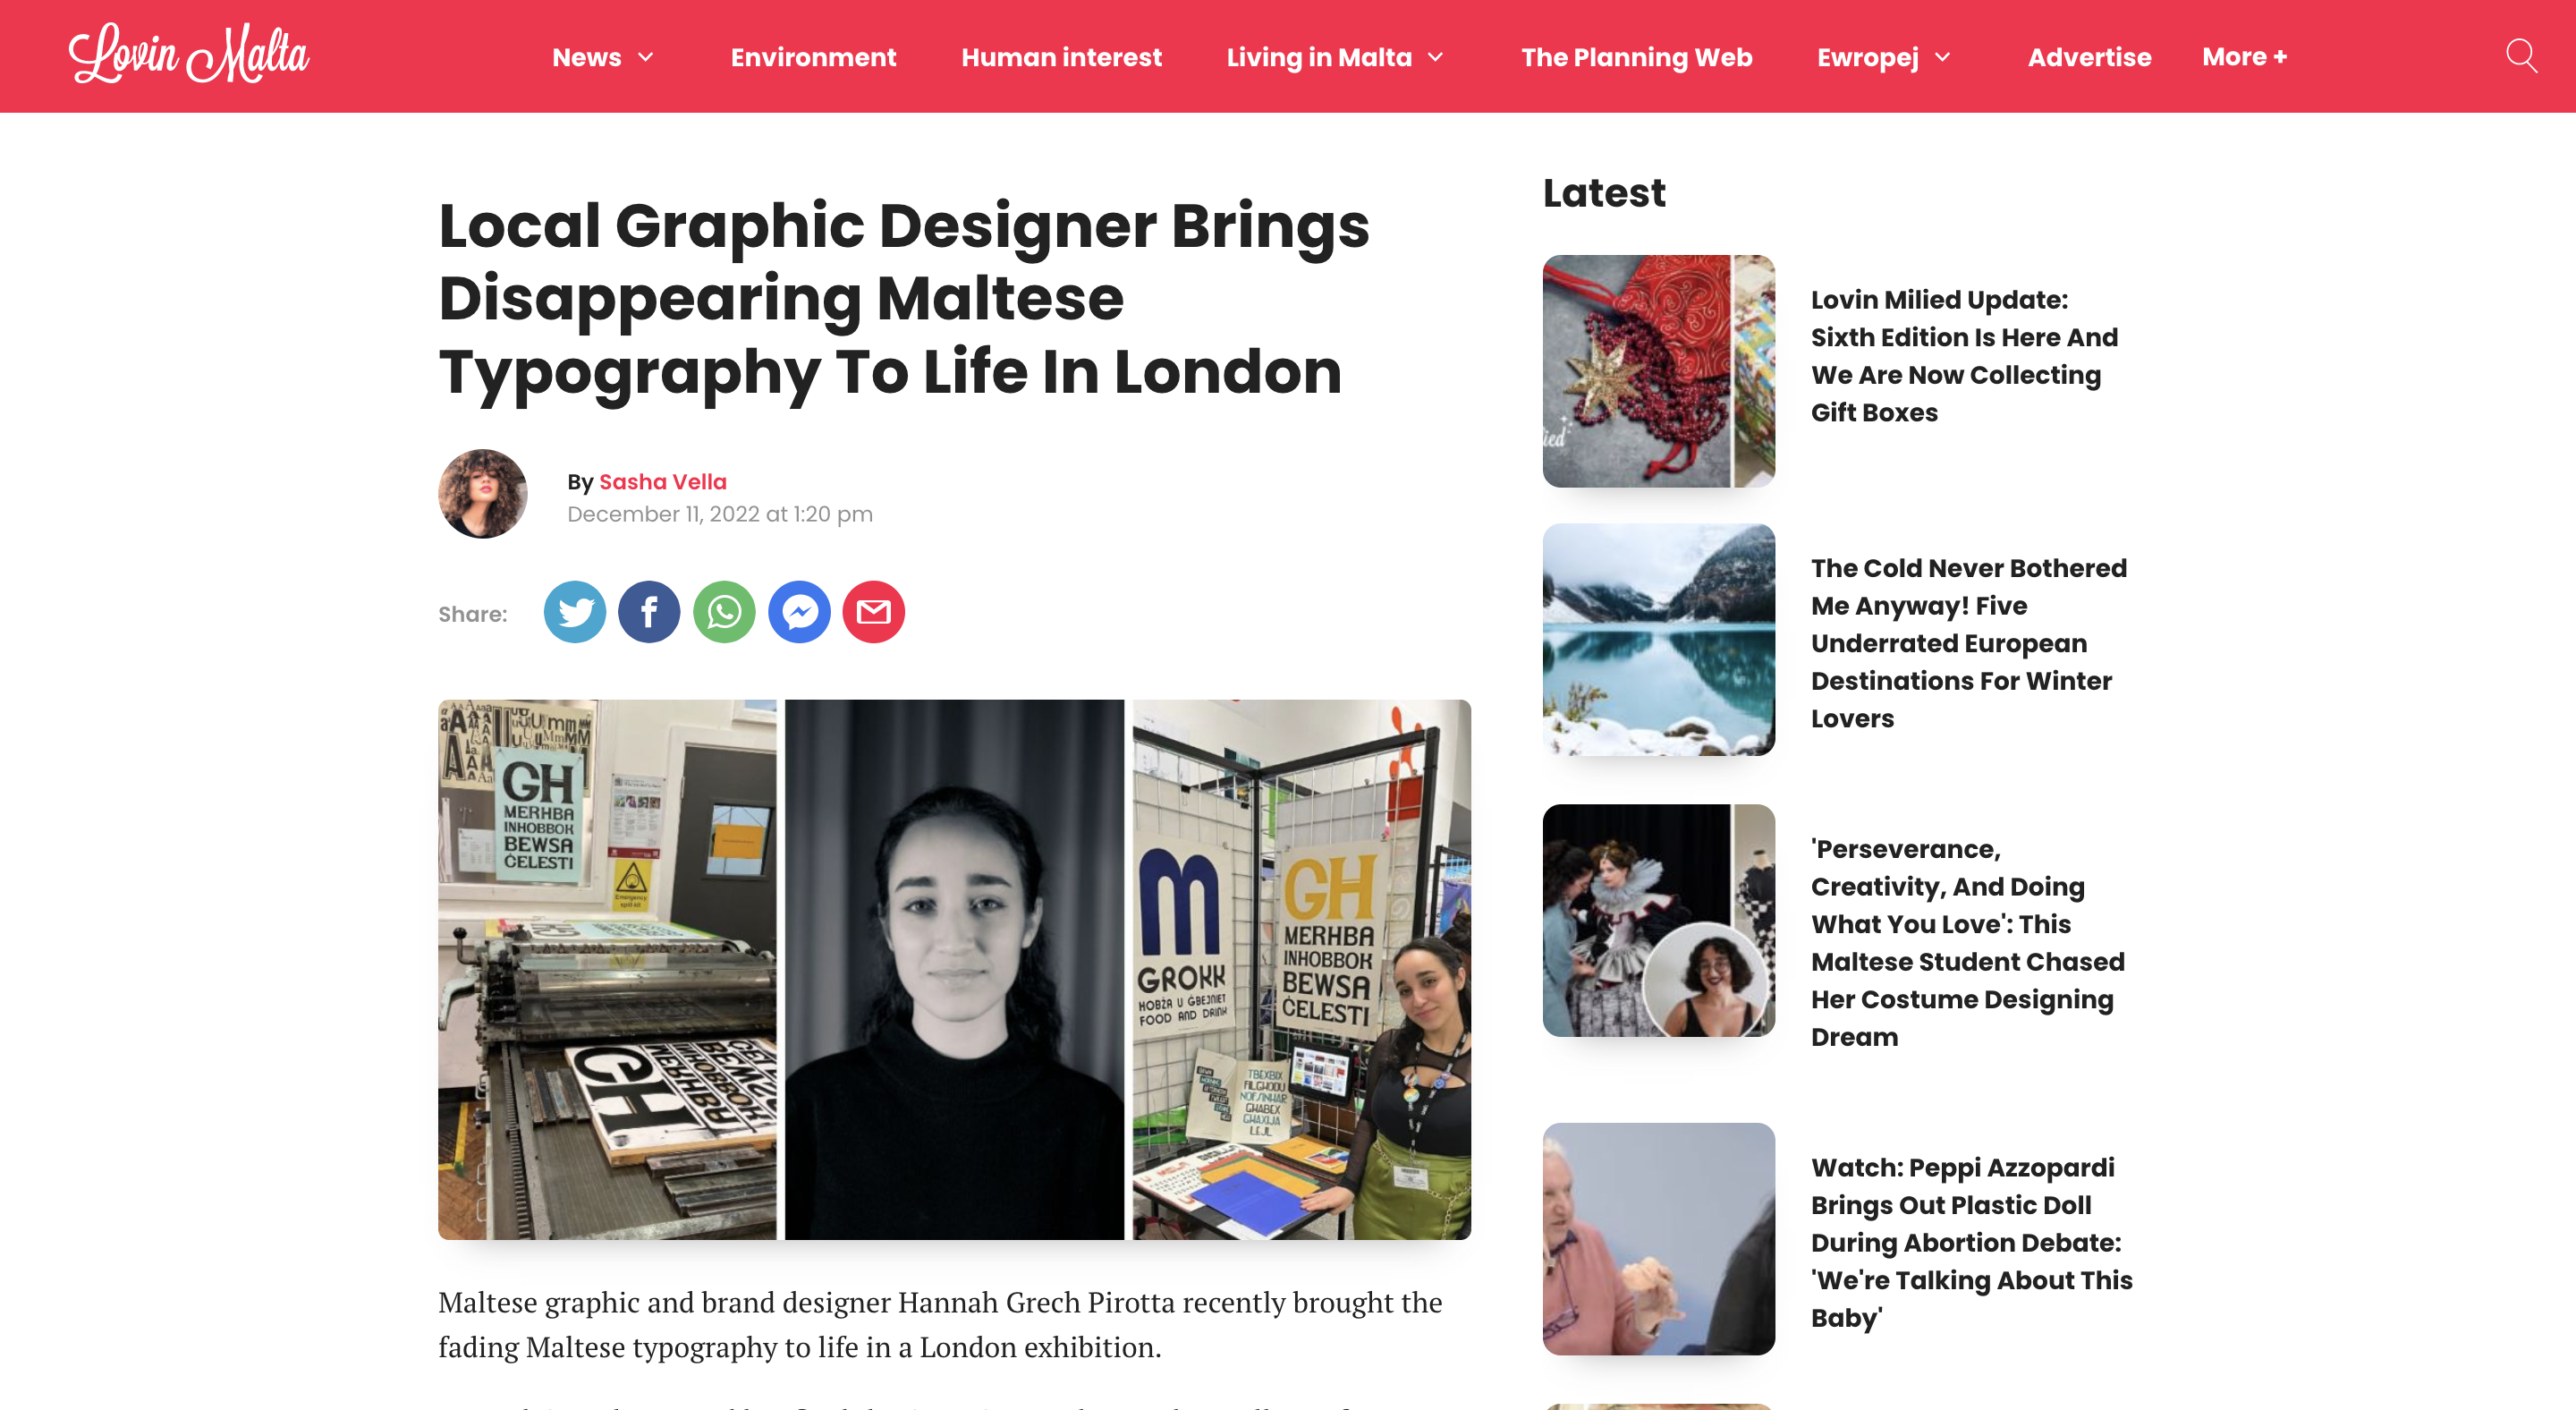 Lovin Malta
News
Environment
Human interest
Living in Malta
The Planning Web
Ewropej
Advertise
More +
Local Graphic Designer Brings
Disappearing Maltese
Typography To Life In London
By Sasha Vella
December 11, 2022 at 1:20 pm
Share:
GH
MERHBA
INHOBBOK
BEWSA
ĊELESTI
Emergency
spill kit
GH
M
GROKK
HOBŻA U ĠBEJNIET
FOOD AND DRINK
GH
MERHBA
INHOBBOK
BEWSA
ĊELESTI
TBEXBIX
FILGHODU
NOFSINHAR
GHABEX
GHAXIJA
LEJL
Maltese graphic and brand designer Hannah Grech Pirotta recently brought the
fading Maltese typography to life in a London exhibition.
Latest
Lovin Milied Update:
Sixth Edition Is Here And
We Are Now Collecting
Gift Boxes
The Cold Never Bothered
Me Anyway! Five
Underrated European
Destinations For Winter
Lovers
'Perseverance,
Creativity, And Doing
What You Love': This
Maltese Student Chased
Her Costume Designing
Dream
Watch: Peppi Azzopardi
Brings Out Plastic Doll
During Abortion Debate:
'We're Talking About This
Baby'